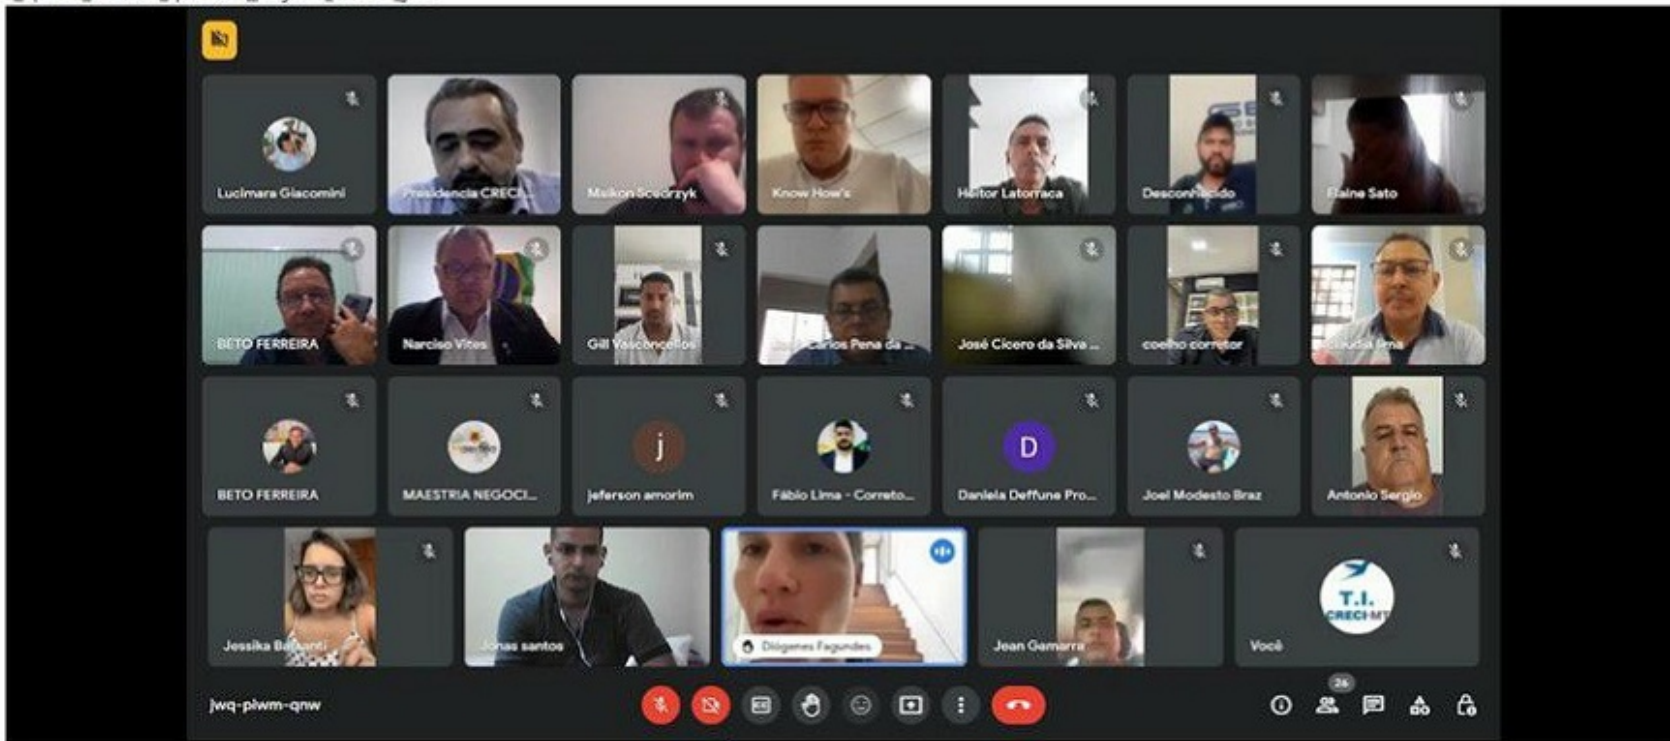 Lucimara Giacomini
Presidencia CRECI...
Maikon Scedrzyk
Know How's
Heitor Latorraca
Desconhecido
Elaine Sato
BETO FERREIRA
Narciso Vites
Gill Vasconcellos
Carlos Pena da ...
José Cícero da Silva ...
coelho corretor
claudia lima
BETO FERREIRA
MAESTRIA NEGOCI...
j
jeferson amorim
Fábio Lima - Correto...
D
Daniela Deffune Pro...
Joel Modesto Braz
Antonio Sergio
Jessika
Jonas santos
Diógenes Fagundes
Jean Gamarra
T.I.
CRECI-MT
Você
jwq-piwm-qnw
26